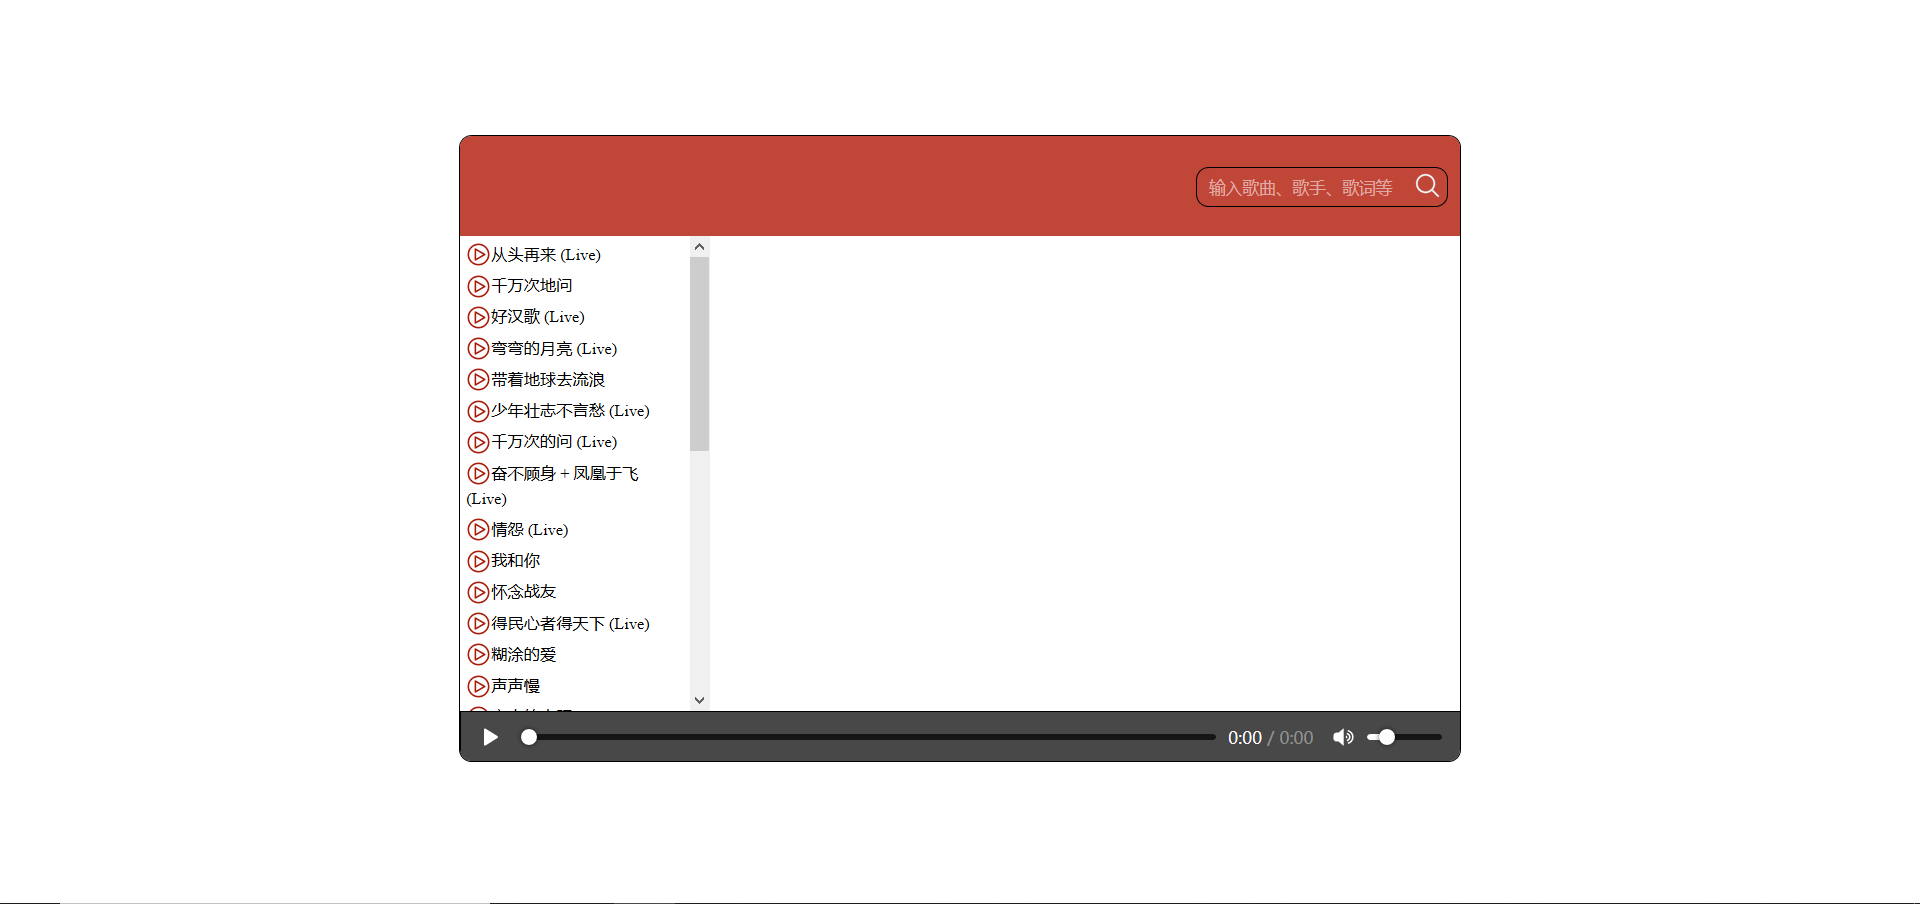 输入歌曲、歌手、歌词等
从头再来 (Live)
千万次地问
好汉歌 (Live)
弯弯的月亮 (Live)
带着地球去流浪
少年壮志不言愁 (Live)
千万次的问 (Live)
奋不顾身 + 凤凰于飞
(Live)
情怨 (Live)
我和你
怀念战友
得民心者得天下 (Live)
糊涂的爱
声声慢
0:00 / 0:00